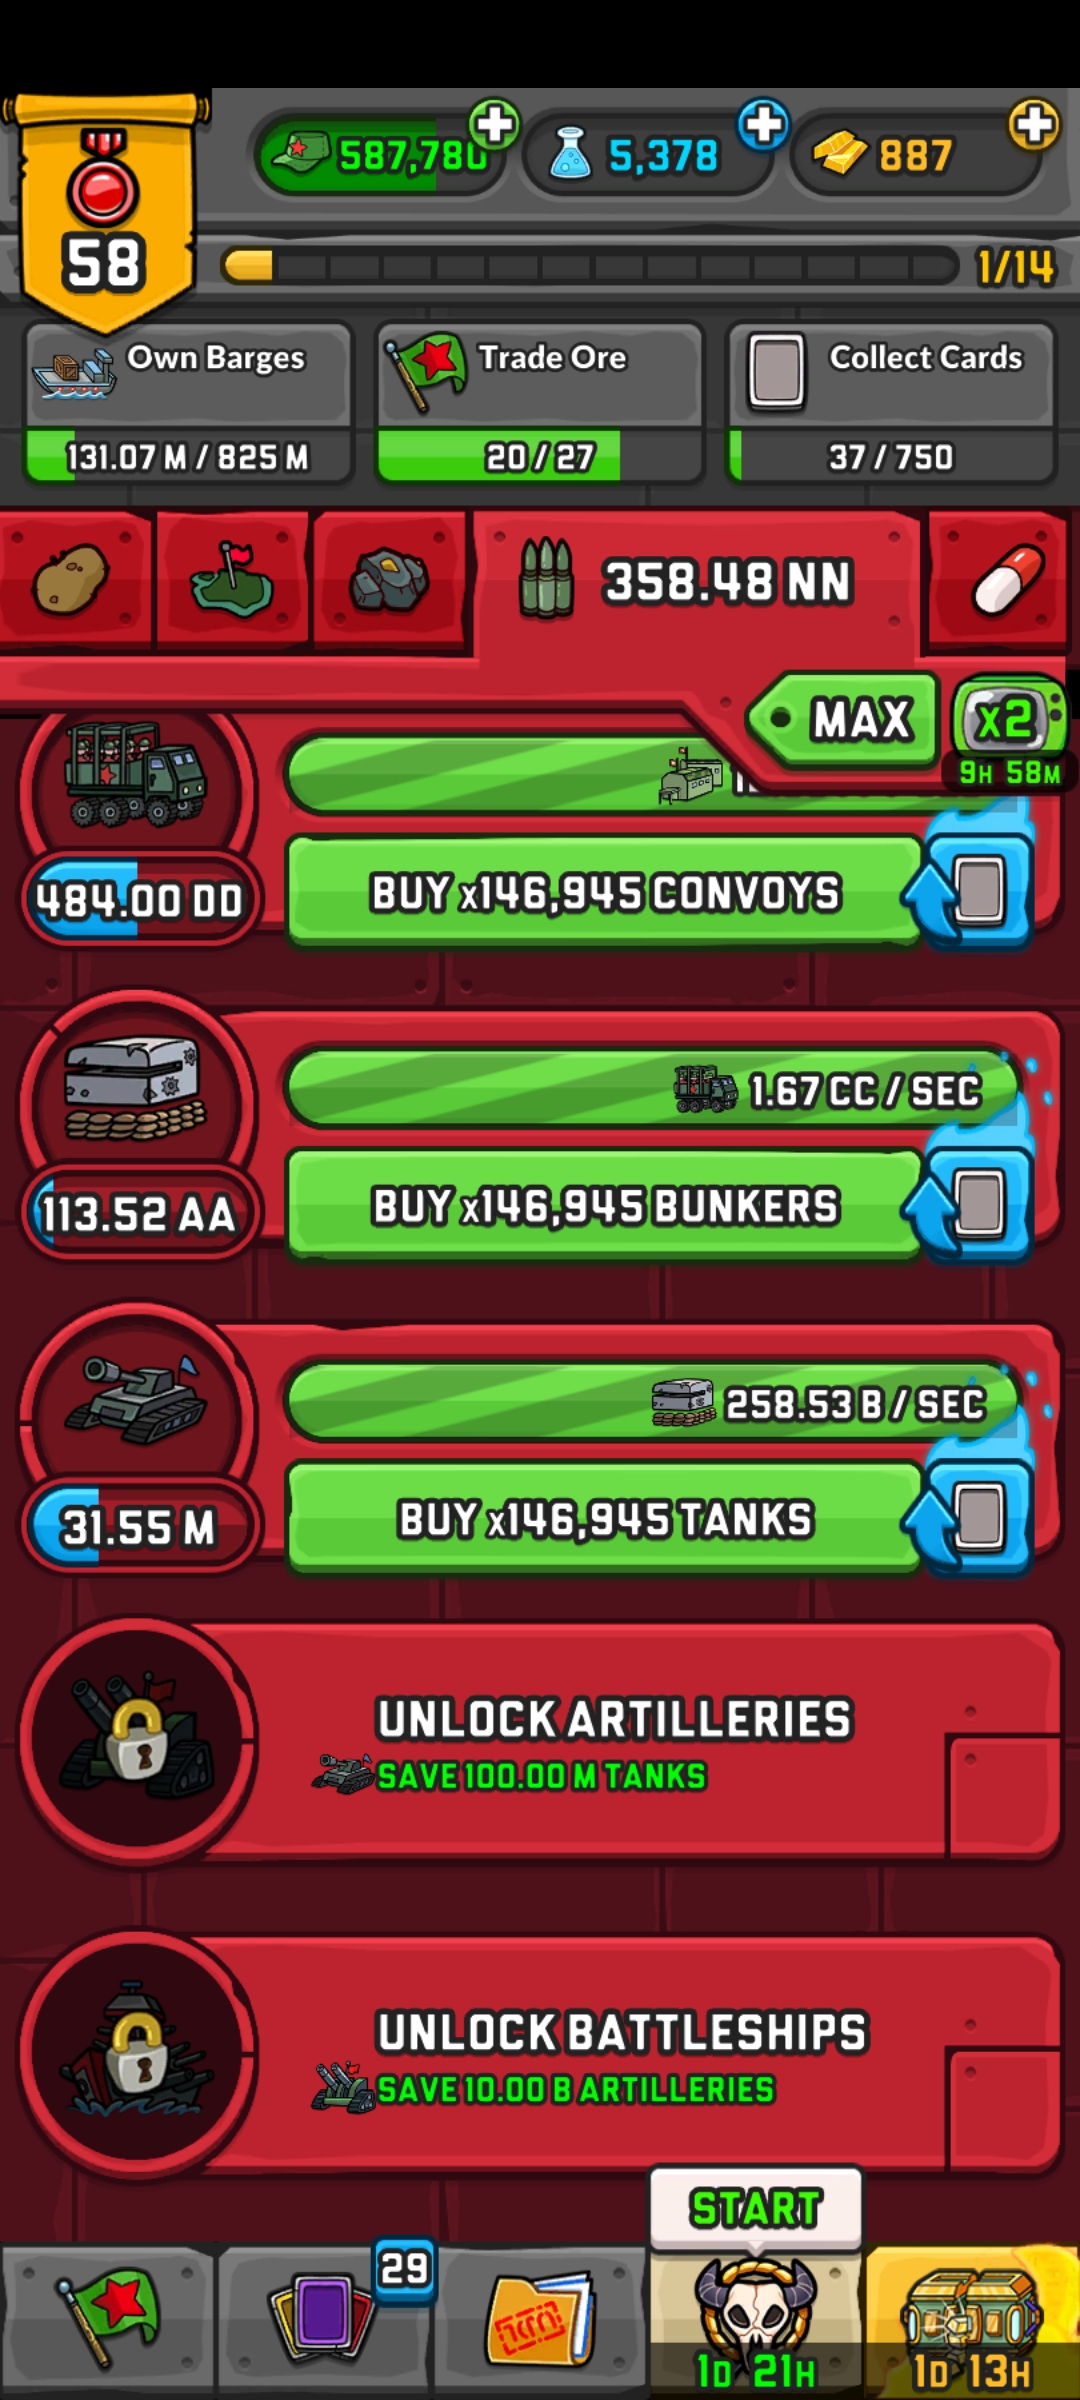 58
587,780
5,378
887
1/14
Own Barges
131.07 M / 825 M
Trade Ore
20 / 27
Collect Cards
37 / 750
358.48 NN
MAX
X2
9H 58M
484.00 DD
BUY x146,945 CONVOYS
1.67 CC / SEC
113.52 AA
BUY x146,945 BUNKERS
258.53 B / SEC
31.55 M
BUY x146,945 TANKS
UNLOCK ARTILLERIES
SAVE 100.00 M TANKS
UNLOCK BATTLESHIPS
SAVE 10.00 B ARTILLERIES
START
29
1D 21H
1D 13H